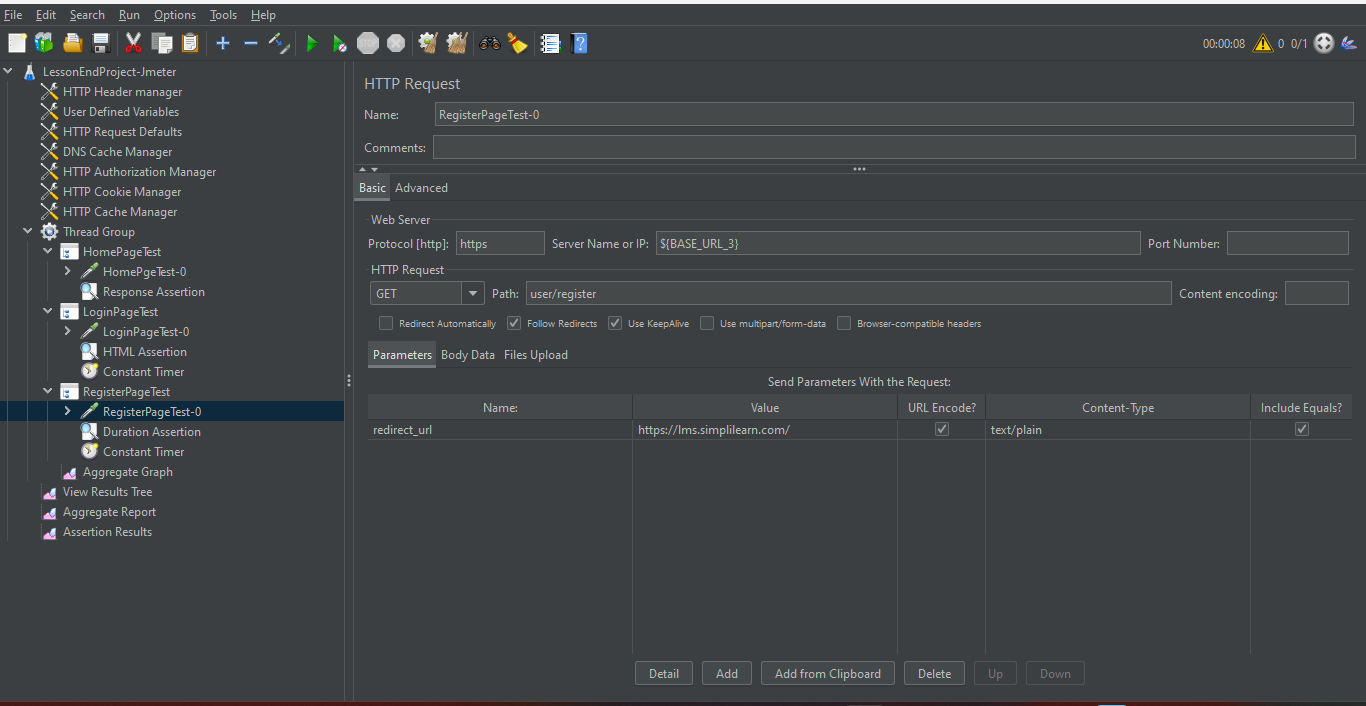 File Edit Search Run Options Tools Help
00:00:08 0 0/1
LessonEndProject-Jmeter
HTTP Header manager
User Defined Variables
HTTP Request Defaults
DNS Cache Manager
HTTP Authorization Manager
HTTP Cookie Manager
HTTP Cache Manager
Thread Group
HomePageTest
HomePgeTest-0
Response Assertion
LoginPageTest
LoginPageTest-0
HTML Assertion
Constant Timer
RegisterPageTest
RegisterPageTest-0
Duration Assertion
Constant Timer
Aggregate Graph
View Results Tree
Aggregate Report
Assertion Results
HTTP Request
Name: RegisterPageTest-0
Comments:
Basic Advanced
Web Server
Protocol [http]: https Server Name or IP: ${BASE_URL_3} Port Number:
HTTP Request
GET Path: user/register Content encoding:
Redirect Automatically Follow Redirects Use KeepAlive Use multipart/form-data Browser-compatible headers
Parameters Body Data Files Upload
Send Parameters With the Request:
Name: Value URL Encode? Content-Type Include Equals?
redirect_url https://lms.simplilearn.com/ text/plain
Detail Add Add from Clipboard Delete Up Down